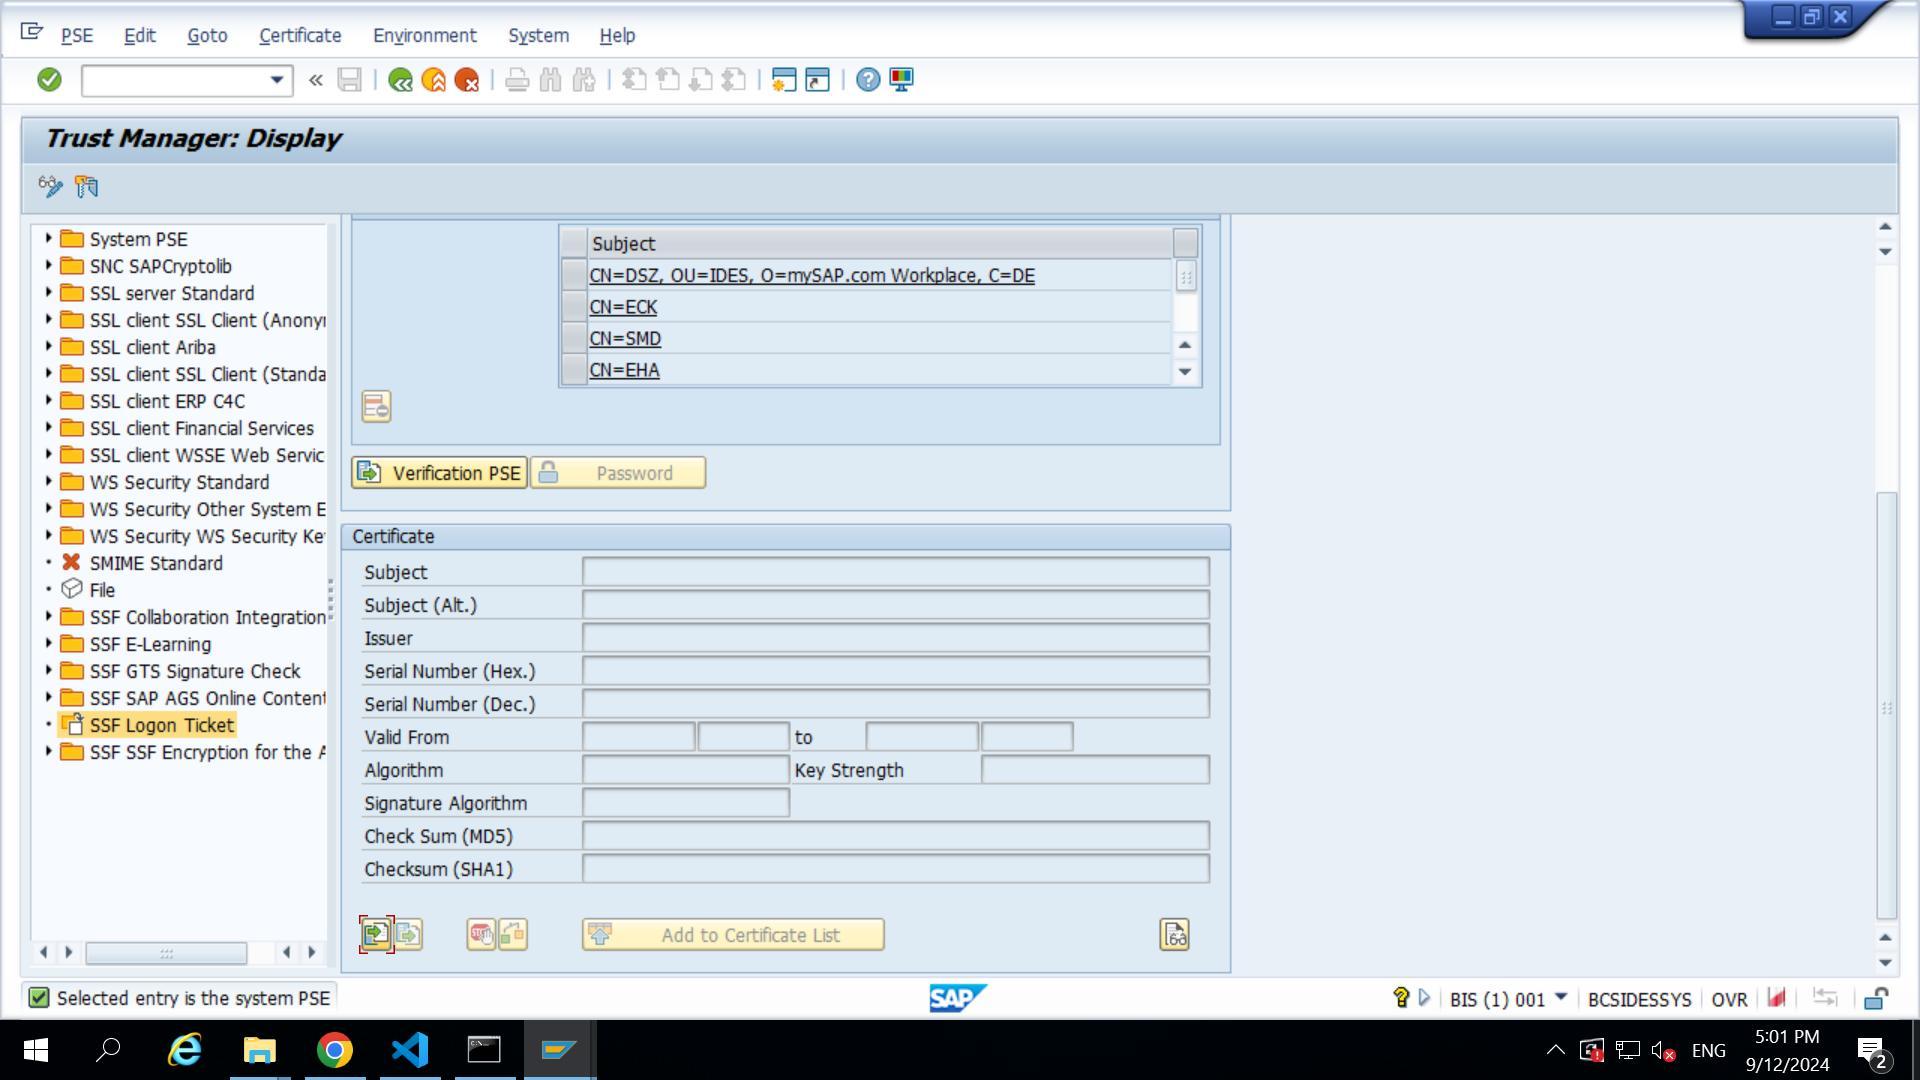 PSE Edit Goto Certificate Environment System Help
Trust Manager: Display
System PSE
SNC SAPCryptolib
SSL server Standard
SSL client SSL Client (Anonyr
SSL client Ariba
SSL client SSL Client (Standa
SSL client ERP C4C
SSL client Financial Services
SSL client WSSE Web Servic
WS Security Standard
WS Security Other System E
WS Security WS Security Ke
SMIME Standard
File
SSF Collaboration Integration
SSF E-Learning
SSF GTS Signature Check
SSF SAP AGS Online Content
SSF Logon Ticket
SSF SSF Encryption for the A
Subject
CN=DSZ, OU=IDES, O=mySAP.com Workplace, C=DE
CN=ECK
CN=SMD
CN=EHA
Verification PSE Password
Certificate
Subject
Subject (Alt.)
Issuer
Serial Number (Hex.)
Serial Number (Dec.)
Valid From to
Algorithm Key Strength
Signature Algorithm
Check Sum (MD5)
Checksum (SHA1)
Add to Certificate List
Selected entry is the system PSE
SAP
BIS (1) 001 BCSIDESSYS OVR
ENG
5:01 PM
9/12/2024
2